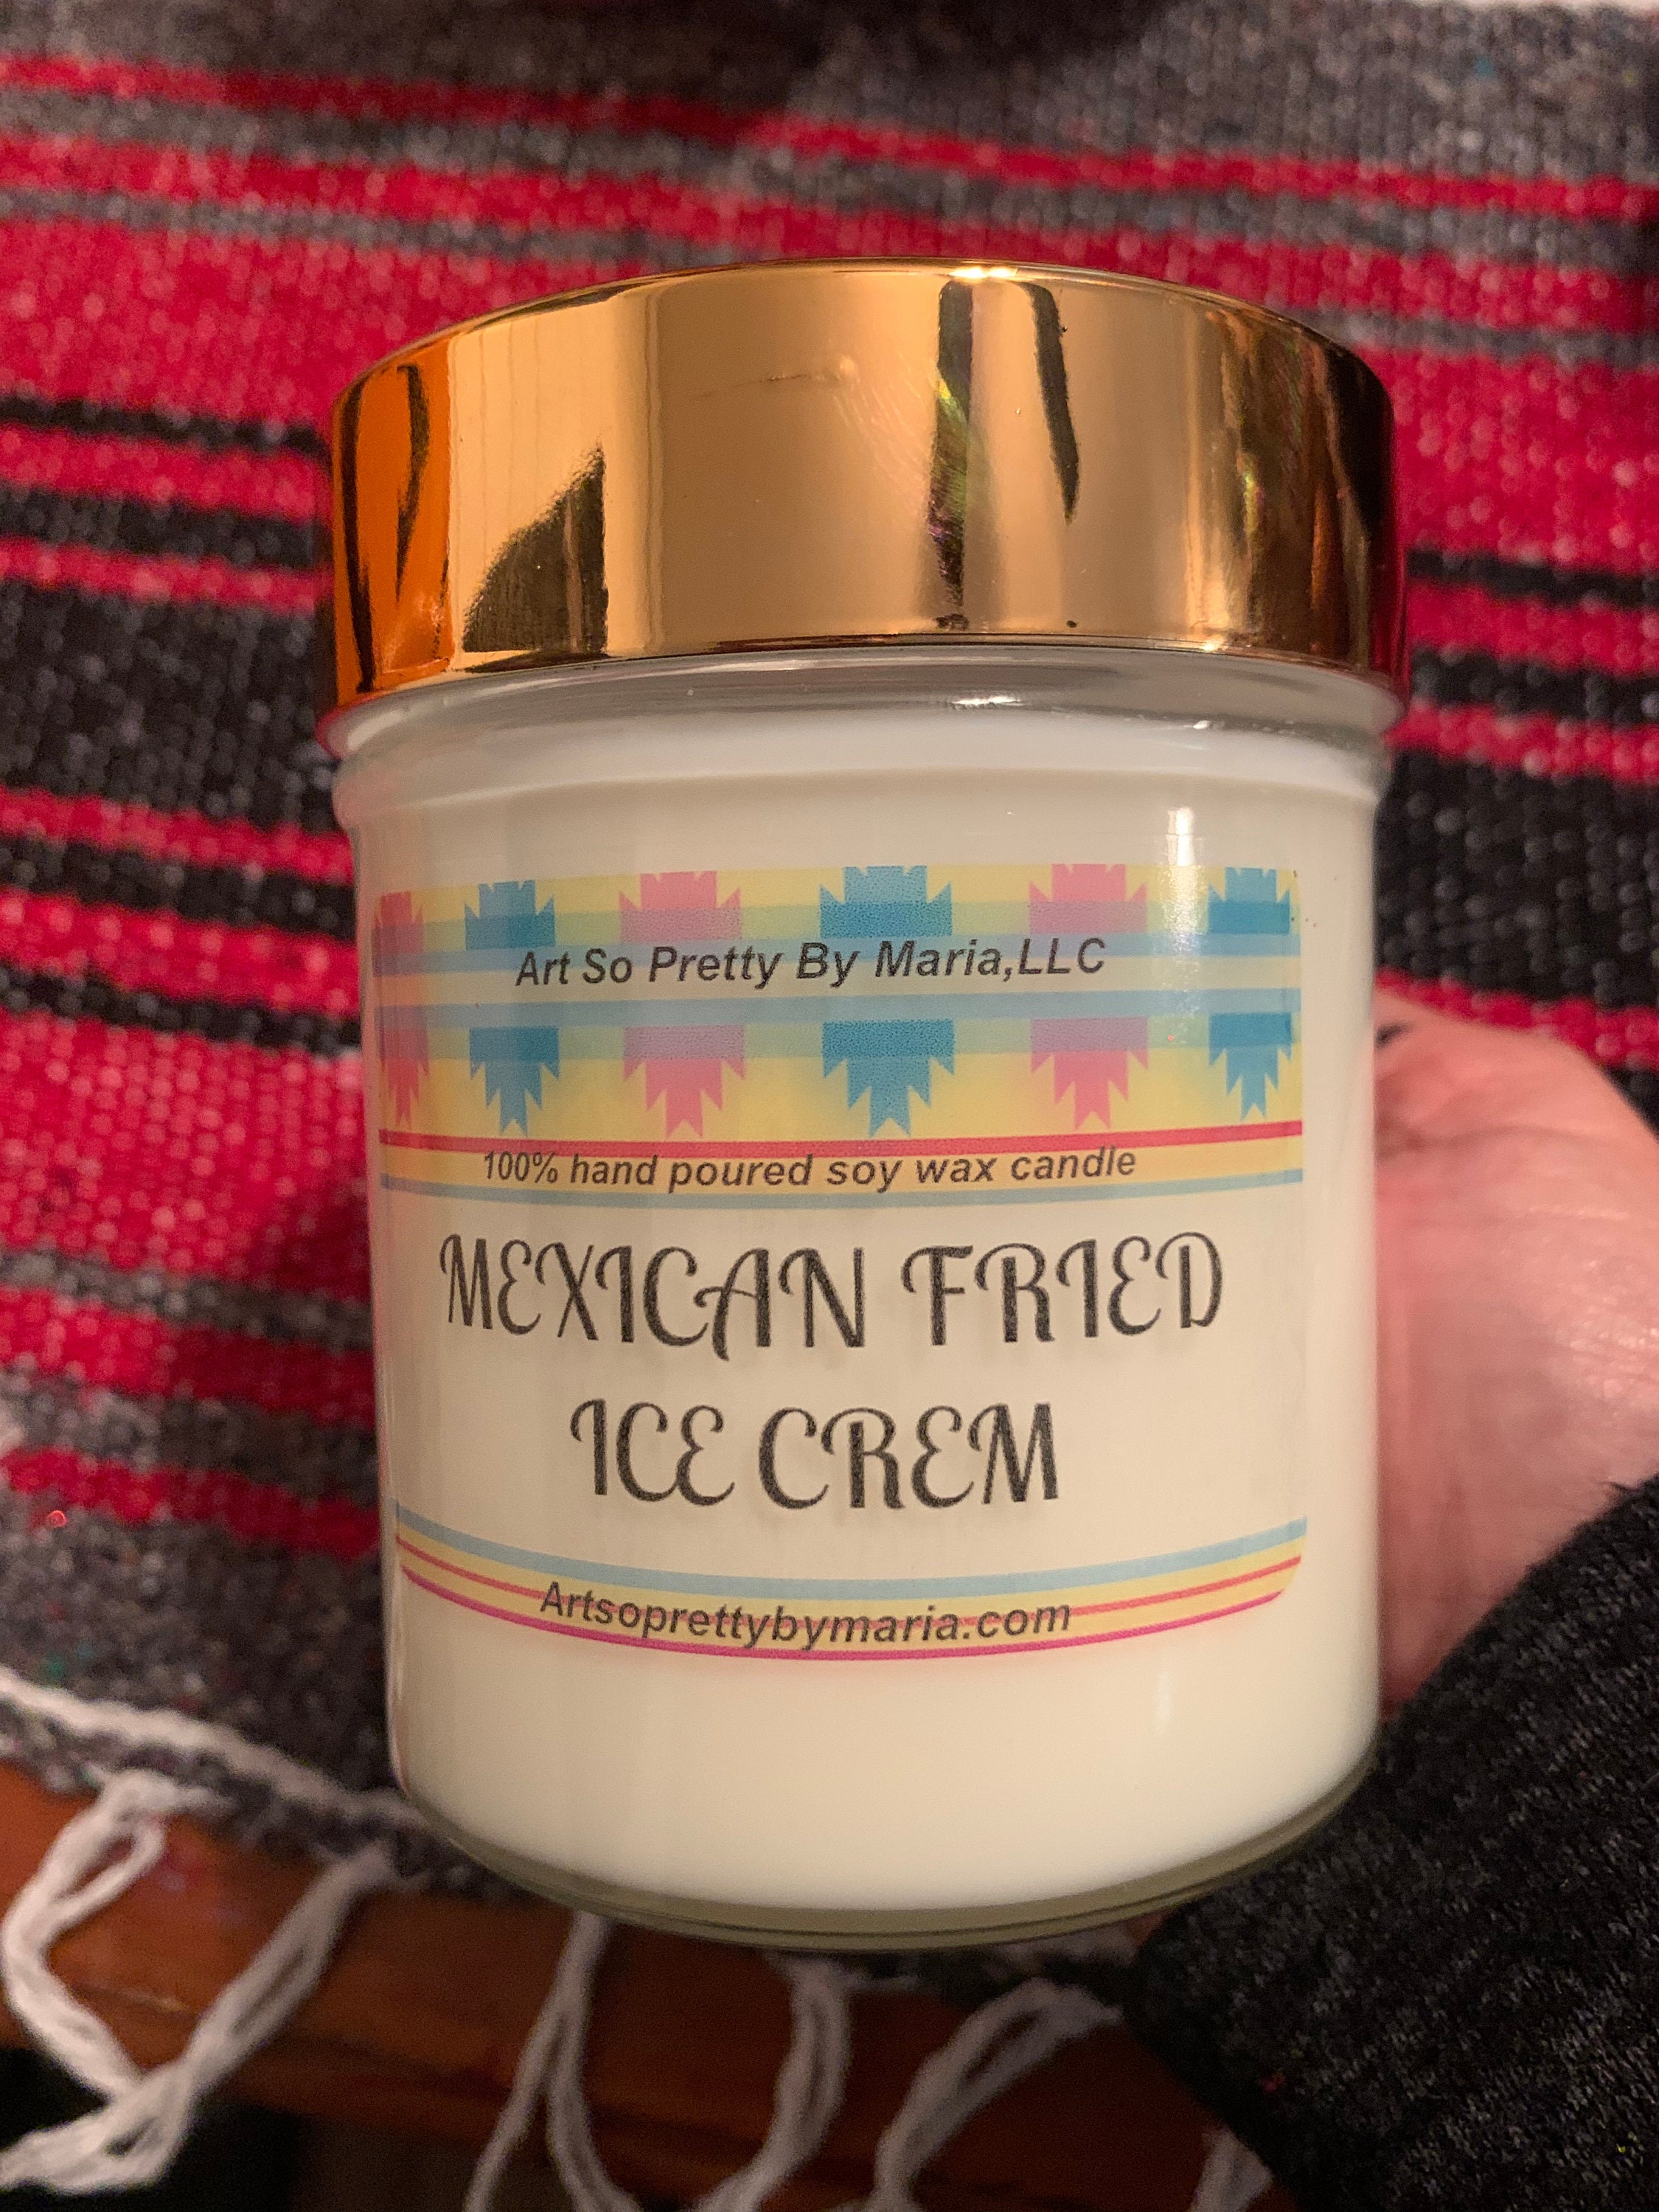 Art So Pretty By Maria,LLC
100% hand poured soy wax candle
MEXICAN FRIED
ICE CREM
Artsoprettybymaria.com